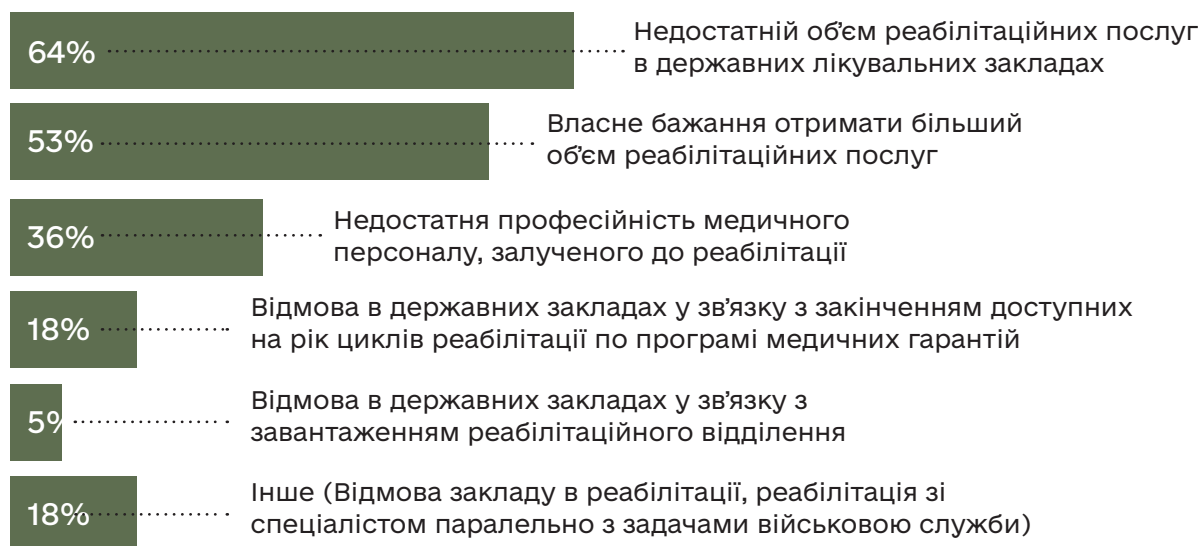 64%
Недостатній об'єм реабілітаційних послуг
в державних лікувальних закладах
53%
Власне бажання отримати більший
об'єм реабілітаційних послуг
36%
Недостатня професійність медичного
персоналу, залученого до реабілітації
18%
Відмова в державних закладах у зв'язку з закінченням доступних
на рік циклів реабілітації по програмі медичних гарантій
5%
Відмова в державних закладах у зв'язку з
завантаженням реабілітаційного відділення
18%
Інше (Відмова закладу в реабілітації, реабілітація зі
спеціалістом паралельно з задачами військовою служби)